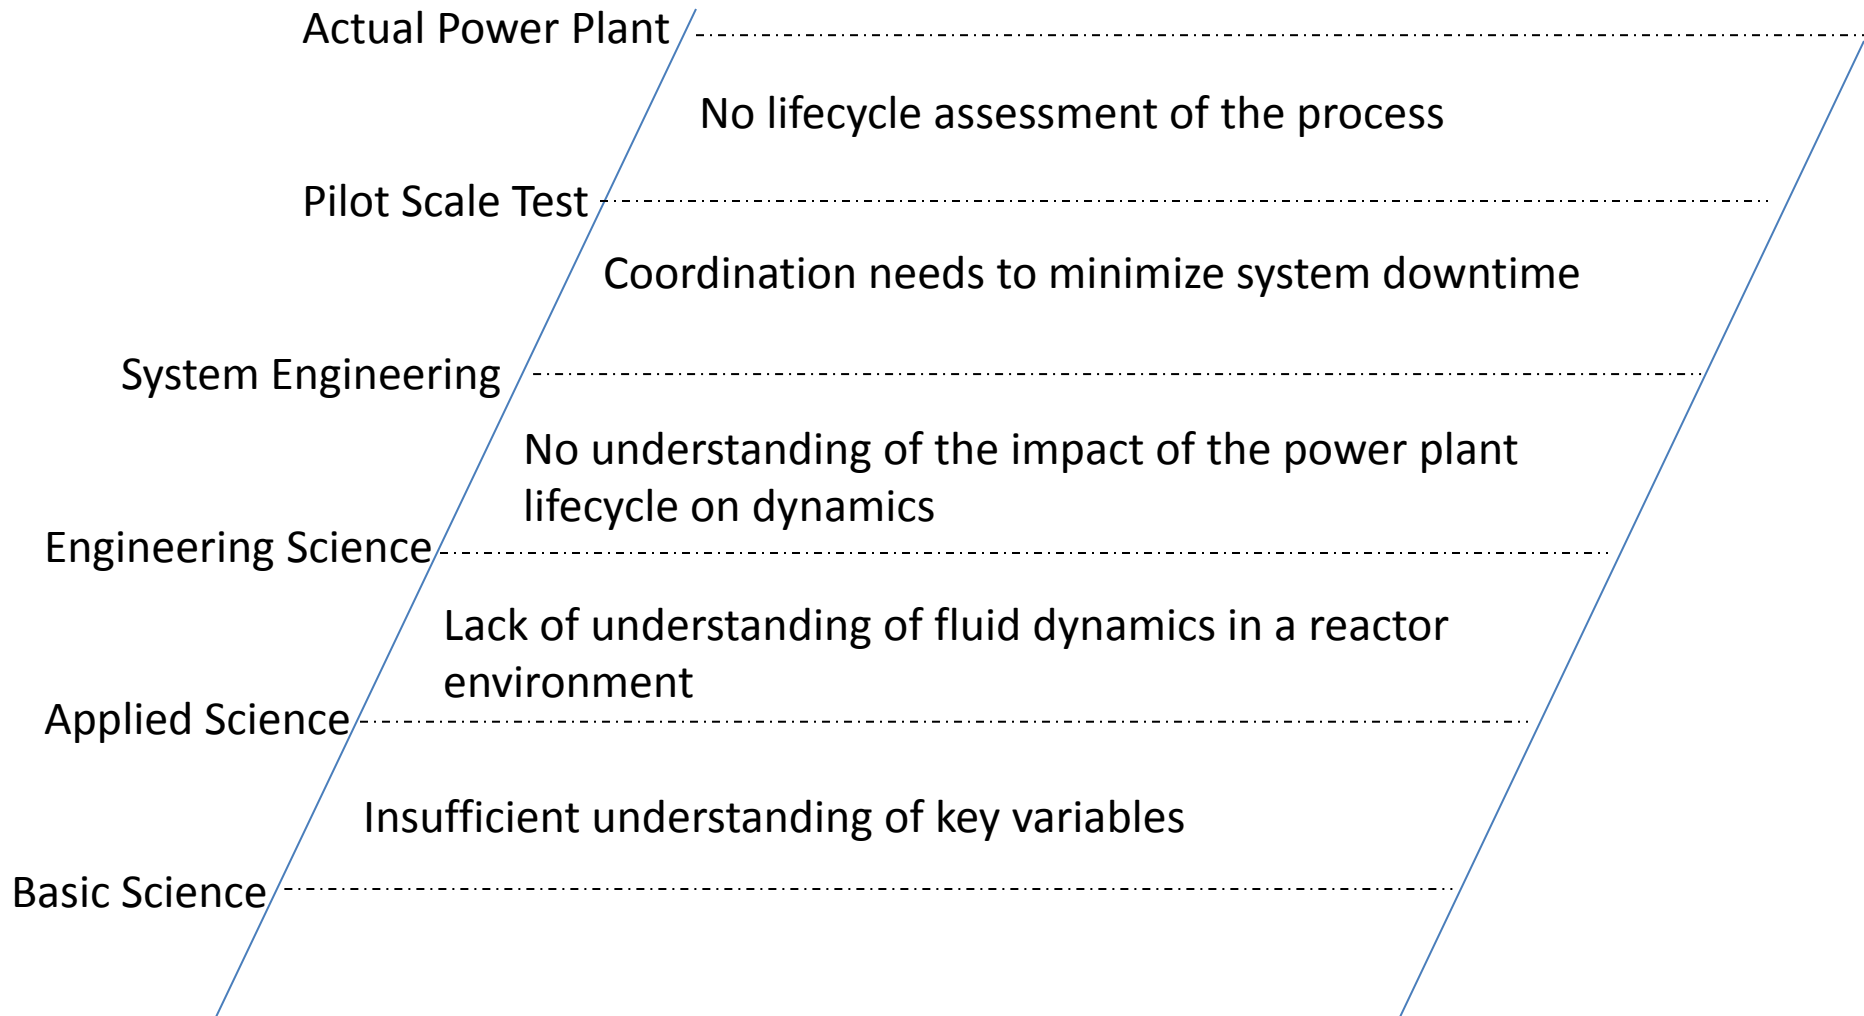 Actual Power Plant
No lifecycle assessment of the process
Pilot Scale Test
Coordination needs to minimize system downtime
System Engineering
No understanding of the impact of the power plant
lifecycle on dynamics
Engineering Science
Lack of understanding of fluid dynamics in a reactor
environment
Applied Science
Insufficient understanding of key variables
Basic Science